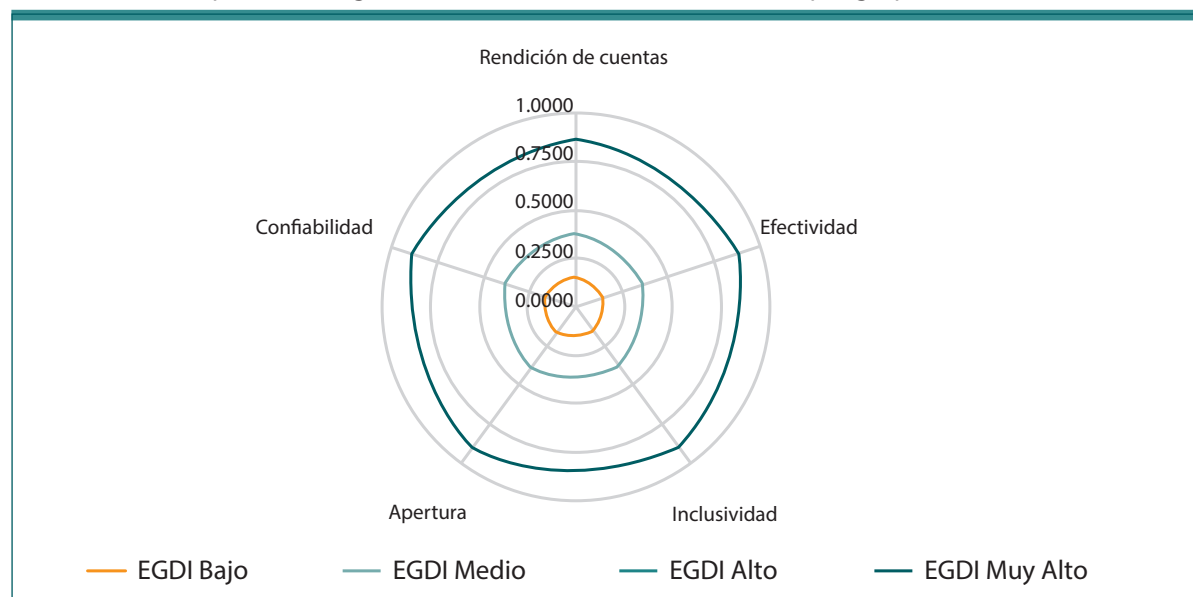 Rendición de cuentas
1.0000
0.7500
0.5000
0.2500
0.0000
Confiabilidad
Efectividad
Apertura
Inclusividad
EGDI Bajo
EGDI Medio
EGDI Alto
EGDI Muy Alto